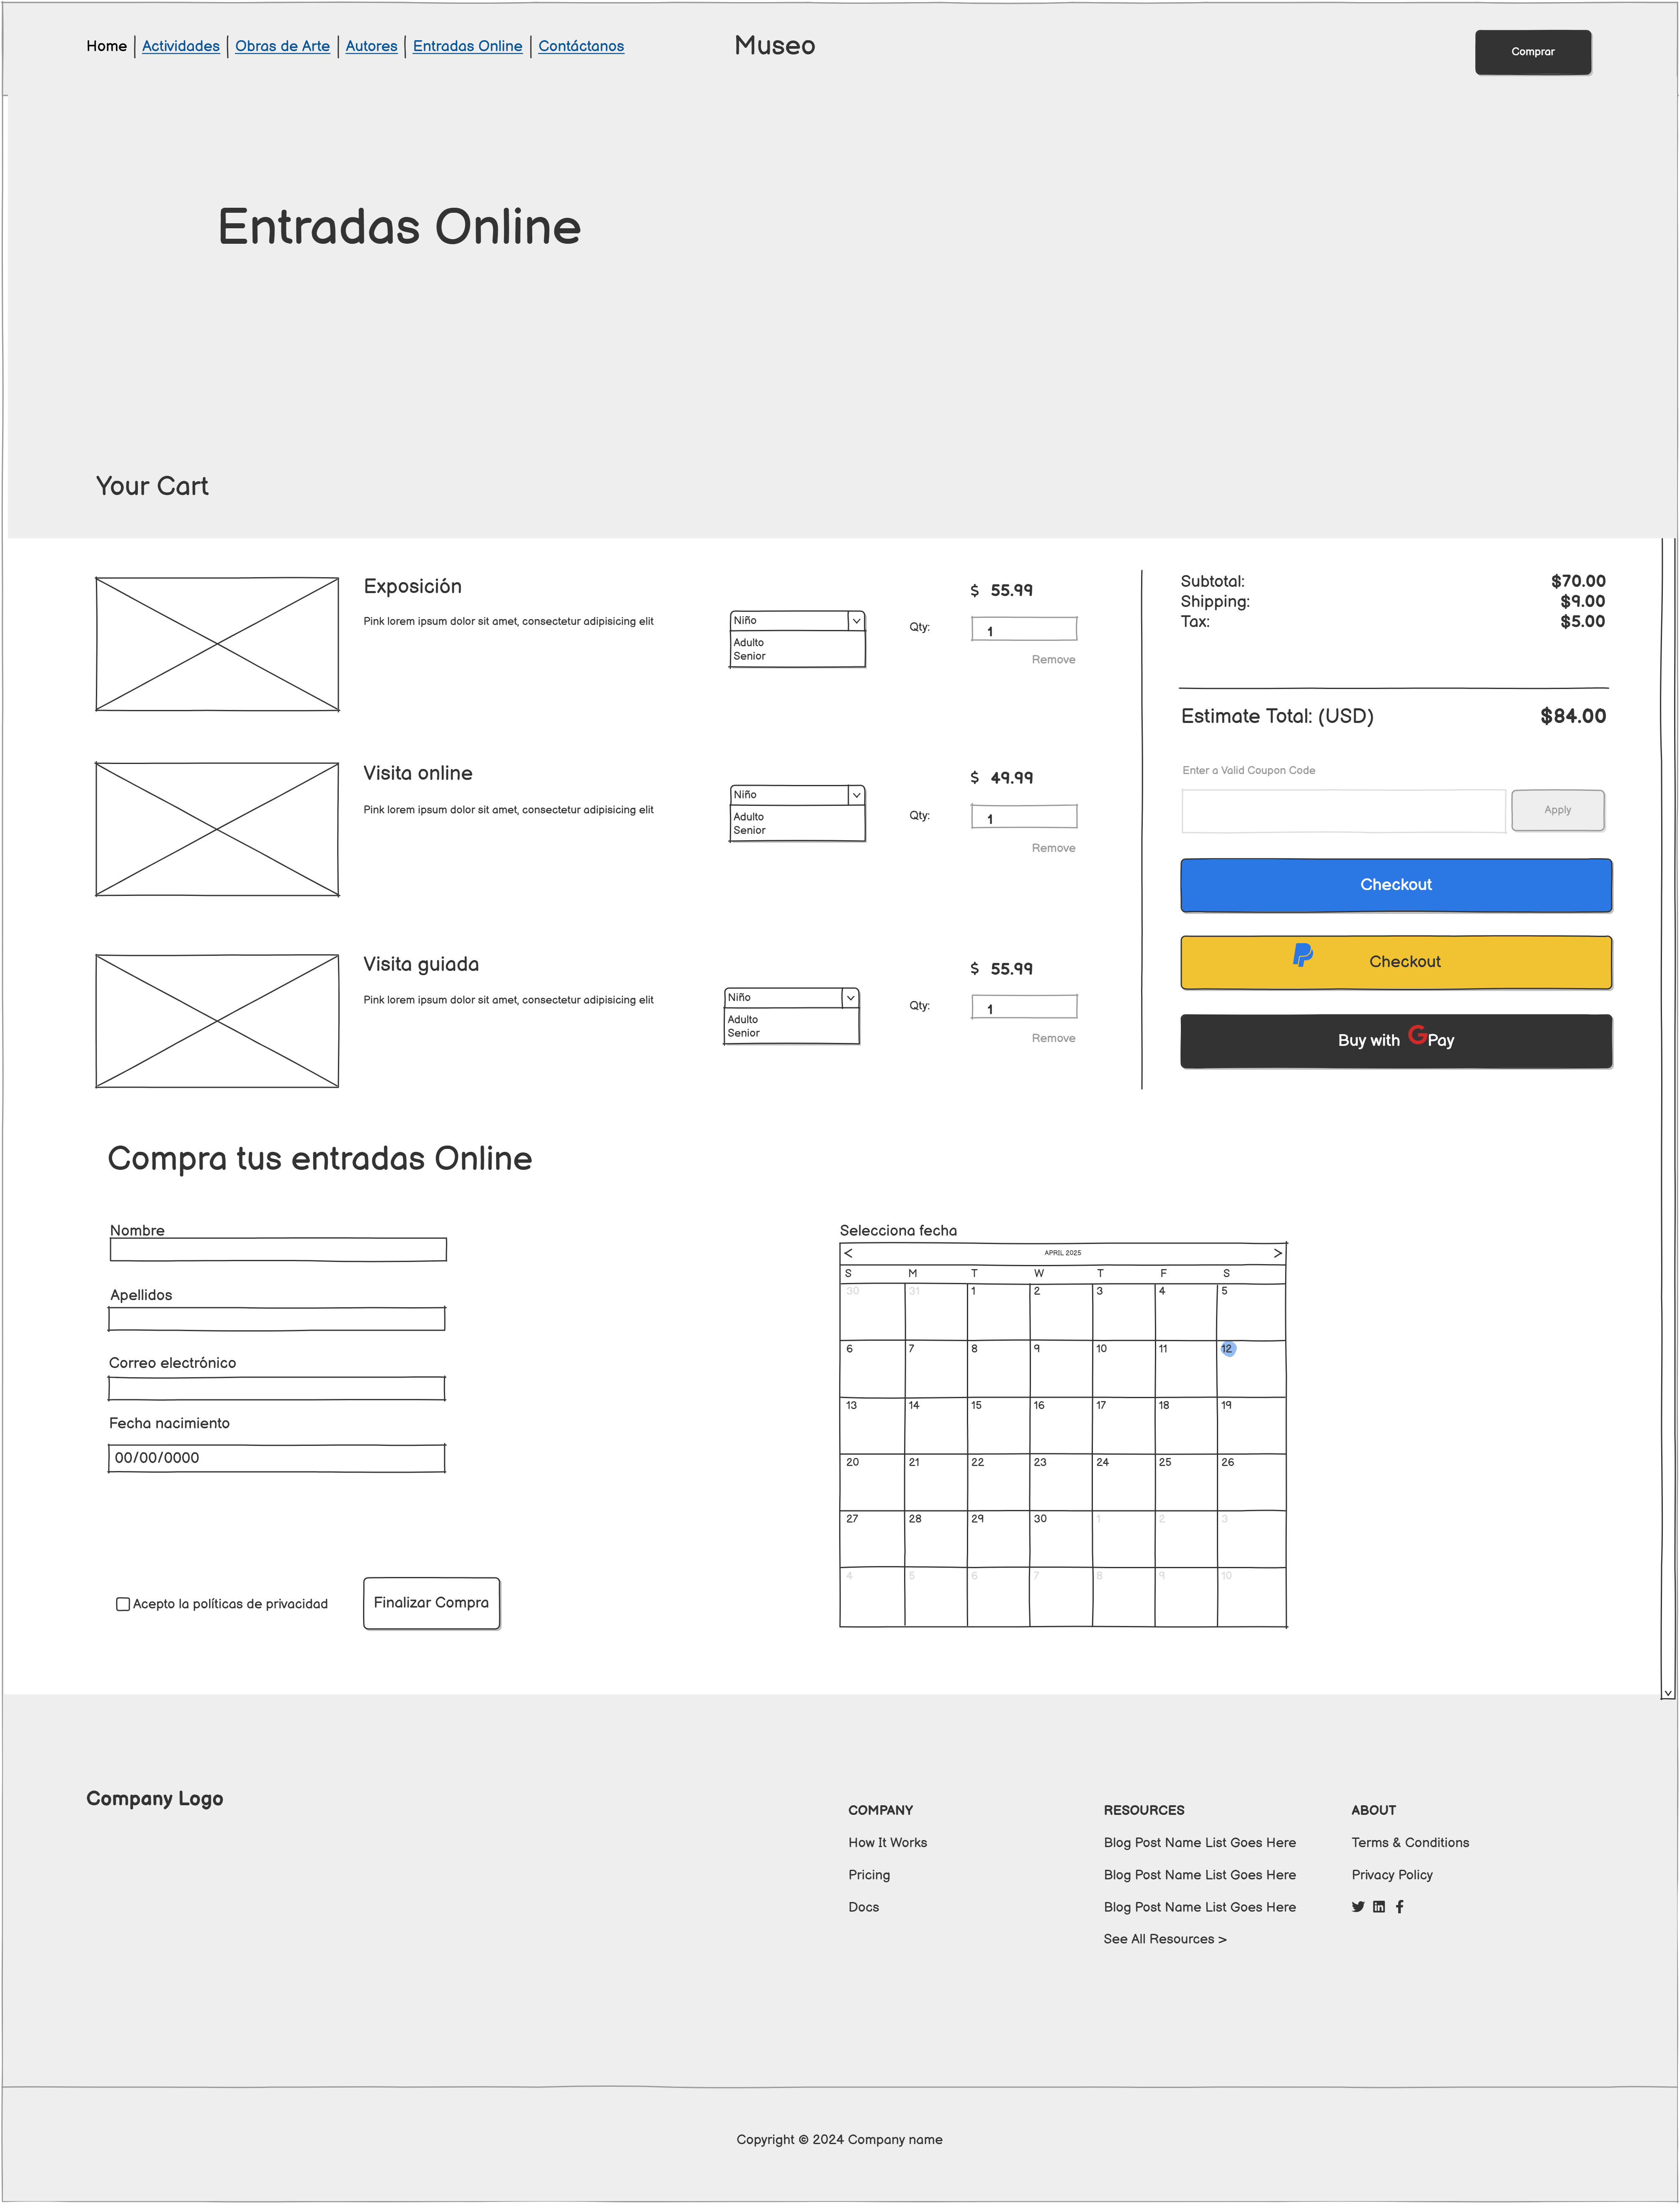 Home Actividades Obras de Arte Autores Entradas Online Contáctanos
Museo
Comprar
Entradas Online
Your Cart
Exposición
Pink lorem ipsum dolor sit amet, consectetur adipisicing elit
Niño
Adulto
Senior
Qty:
$ 55.99
1
Remove
Visita online
Pink lorem ipsum dolor sit amet, consectetur adipisicing elit
Niño
Adulto
Senior
Qty:
$ 49.99
1
Remove
Visita guiada
Pink lorem ipsum dolor sit amet, consectetur adipisicing elit
Niño
Adulto
Senior
Qty:
$ 55.99
1
Remove
Subtotal: $70.00
Shipping: $9.00
Tax: $5.00
Estimate Total: (USD) $84.00
Enter a Valid Coupon Code
Apply
Checkout
Checkout
Buy with G Pay
Compra tus entradas Online
Nombre
Apellidos
Correo electrónico
Fecha nacimiento
00/00/0000
Acepto la políticas de privacidad
Finalizar Compra
Selecciona fecha
< APRIL 2025 >
S M T W T F S
30 31 1 2 3 4 5
6 7 8 9 10 11 12
13 14 15 16 17 18 19
20 21 22 23 24 25 26
27 28 29 30 1 2 3
4 5 6 7 8 9 10
Company Logo
COMPANY
How It Works
Pricing
Docs
RESOURCES
Blog Post Name List Goes Here
Blog Post Name List Goes Here
Blog Post Name List Goes Here
See All Resources >
ABOUT
Terms & Conditions
Privacy Policy
Copyright © 2024 Company name